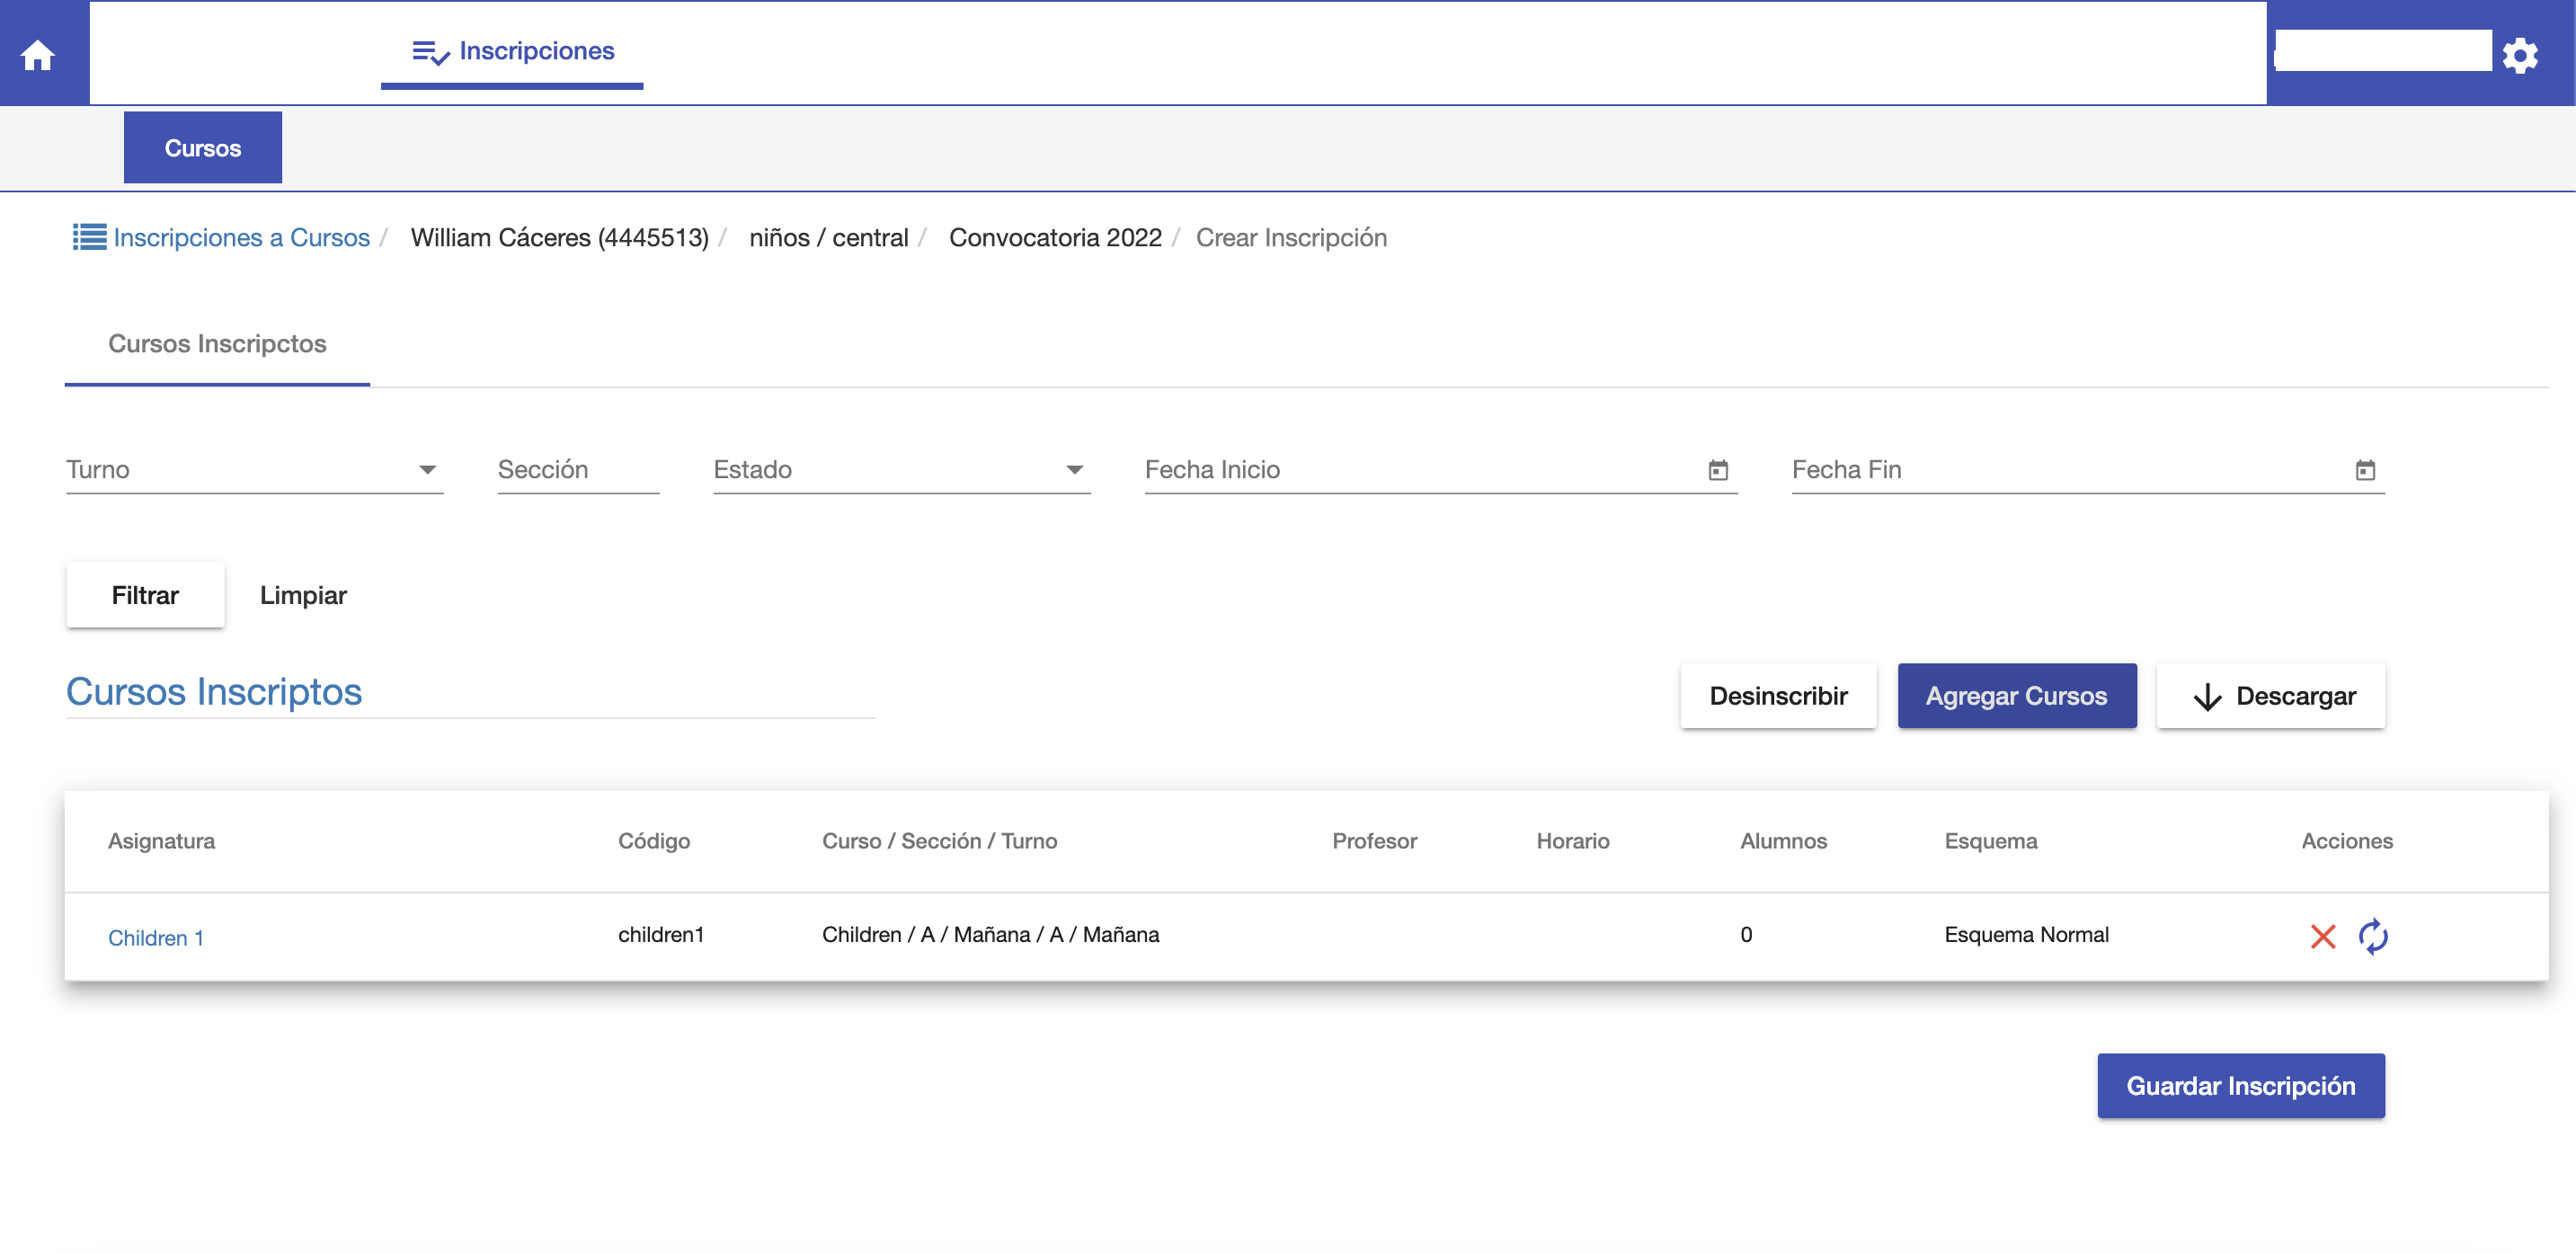 Inscripciones
Cursos
Inscripciones a Cursos / William Cáceres (4445513) / niños / central / Convocatoria 2022 / Crear Inscripción
Cursos Inscripctos
Turno Sección Estado Fecha Inicio Fecha Fin
Filtrar Limpiar
Cursos Inscriptos Desinscribir Agregar Cursos Descargar
Asignatura Código Curso / Sección / Turno Profesor Horario Alumnos Esquema Acciones
Children 1 children1 Children / A / Mañana / A / Mañana 0 Esquema Normal
Guardar Inscripción